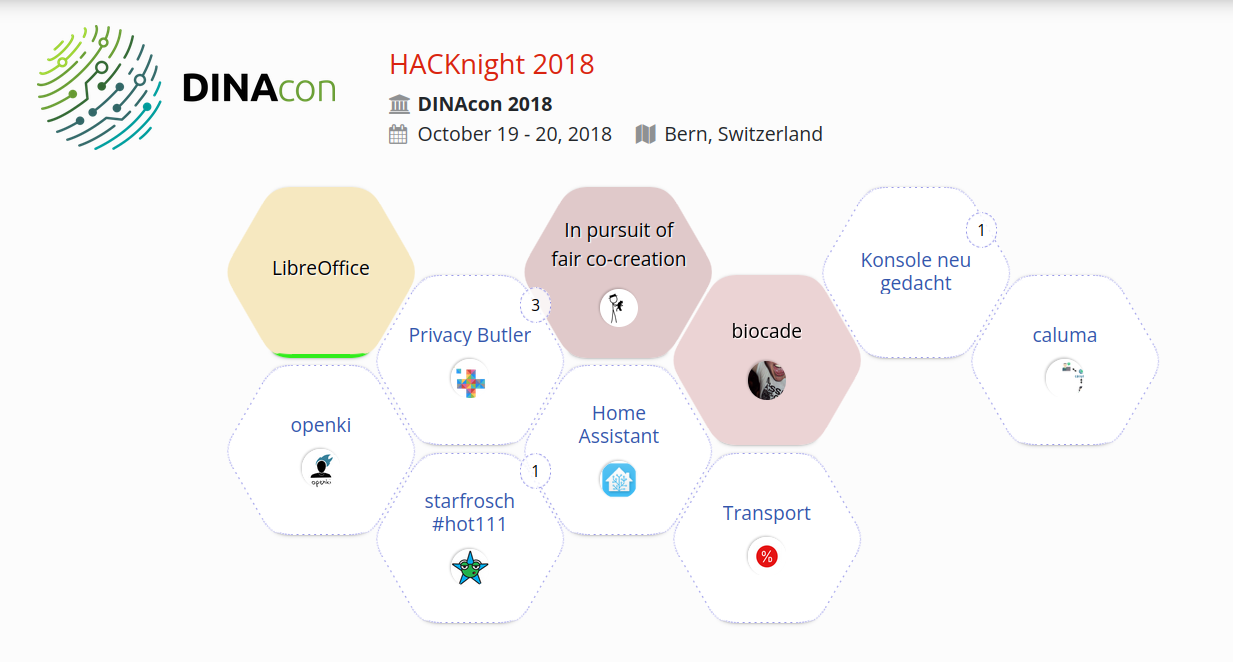 DINAcon
HACKnight 2018
DINAcon 2018
October 19 - 20, 2018 Bern, Switzerland
LibreOffice
In pursuit of
fair co-creation
1
Konsole neu
gedacht
3
Privacy Butler
biocade
caluma
openki
openki
Home
Assistant
1
starfrosch
#hot111
Transport
%